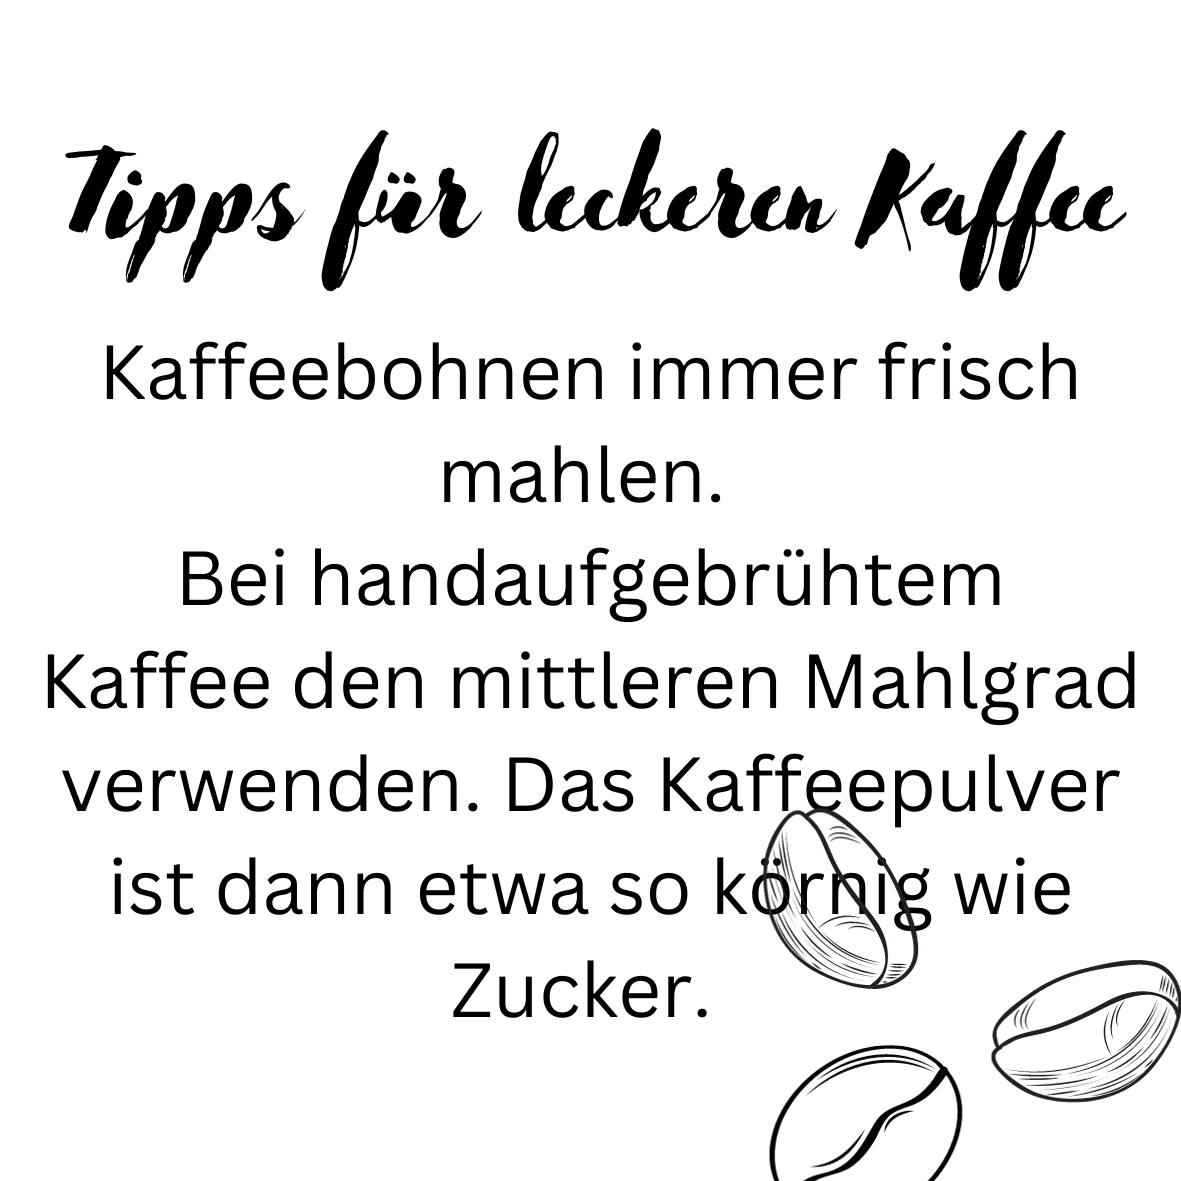 Tipps für leckeren Kaffee
Kaffeebohnen immer frisch
mahlen.
Bei handaufgebrühtem
Kaffee den mittleren Mahlgrad
verwenden. Das Kaffeepulver
ist dann etwa so körnig wie
Zucker.